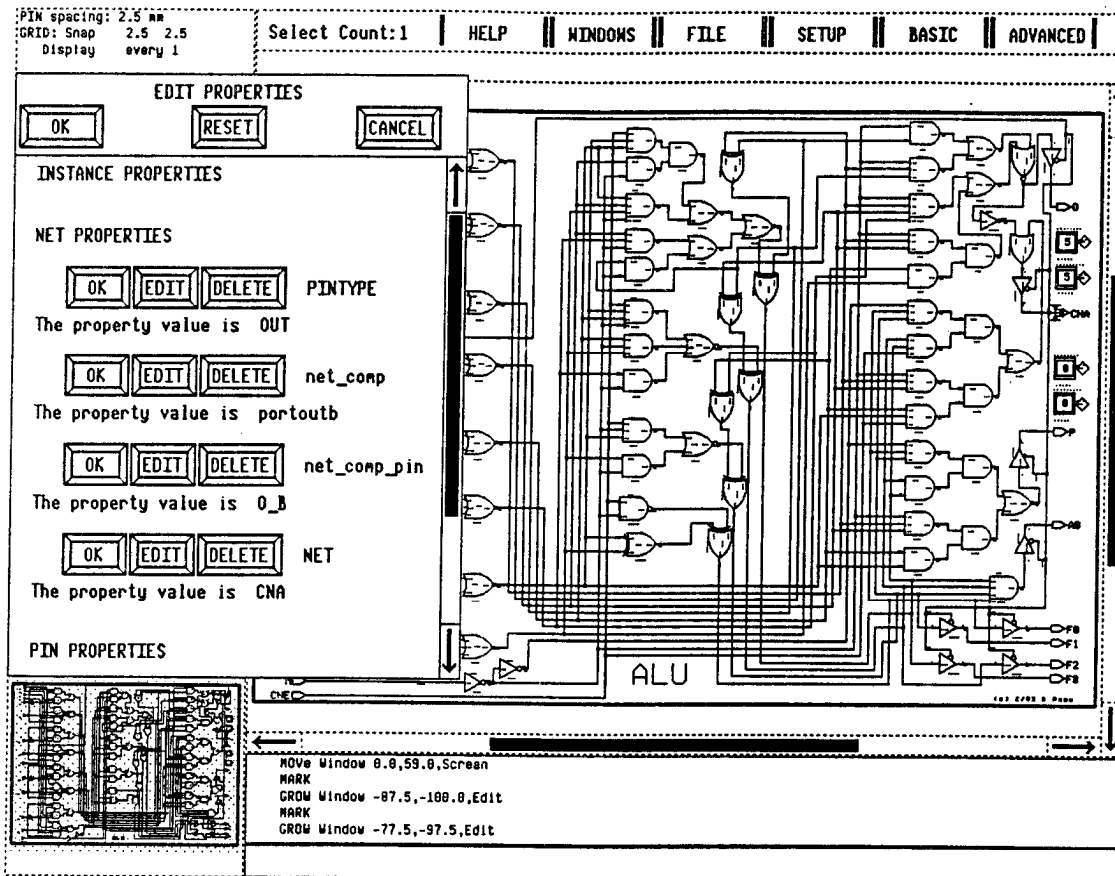 PIN spacing: 2.5 mm
GRID: Snap 2.5 2.5
Display every 1
Select Count:1
HELP
WINDOWS
FILE
SETUP
BASIC
ADVANCED
EDIT PROPERTIES
OK RESET CANCEL
INSTANCE PROPERTIES
NET PROPERTIES
OK EDIT DELETE PINTYPE
The property value is OUT
OK EDIT DELETE net_comp
The property value is portoutb
OK EDIT DELETE net_comp_pin
The property value is O_B
OK EDIT DELETE NET
The property value is CNA
PIN PROPERTIES
S
S
CNA
0
0
P
F0
F1
F2
F3
ALU
CNE
MOVe Window 0.0,59.0,Screen
MARK
GROW Window -87.5,-100.0,Edit
MARK
GROW Window -77.5,-97.5,Edit